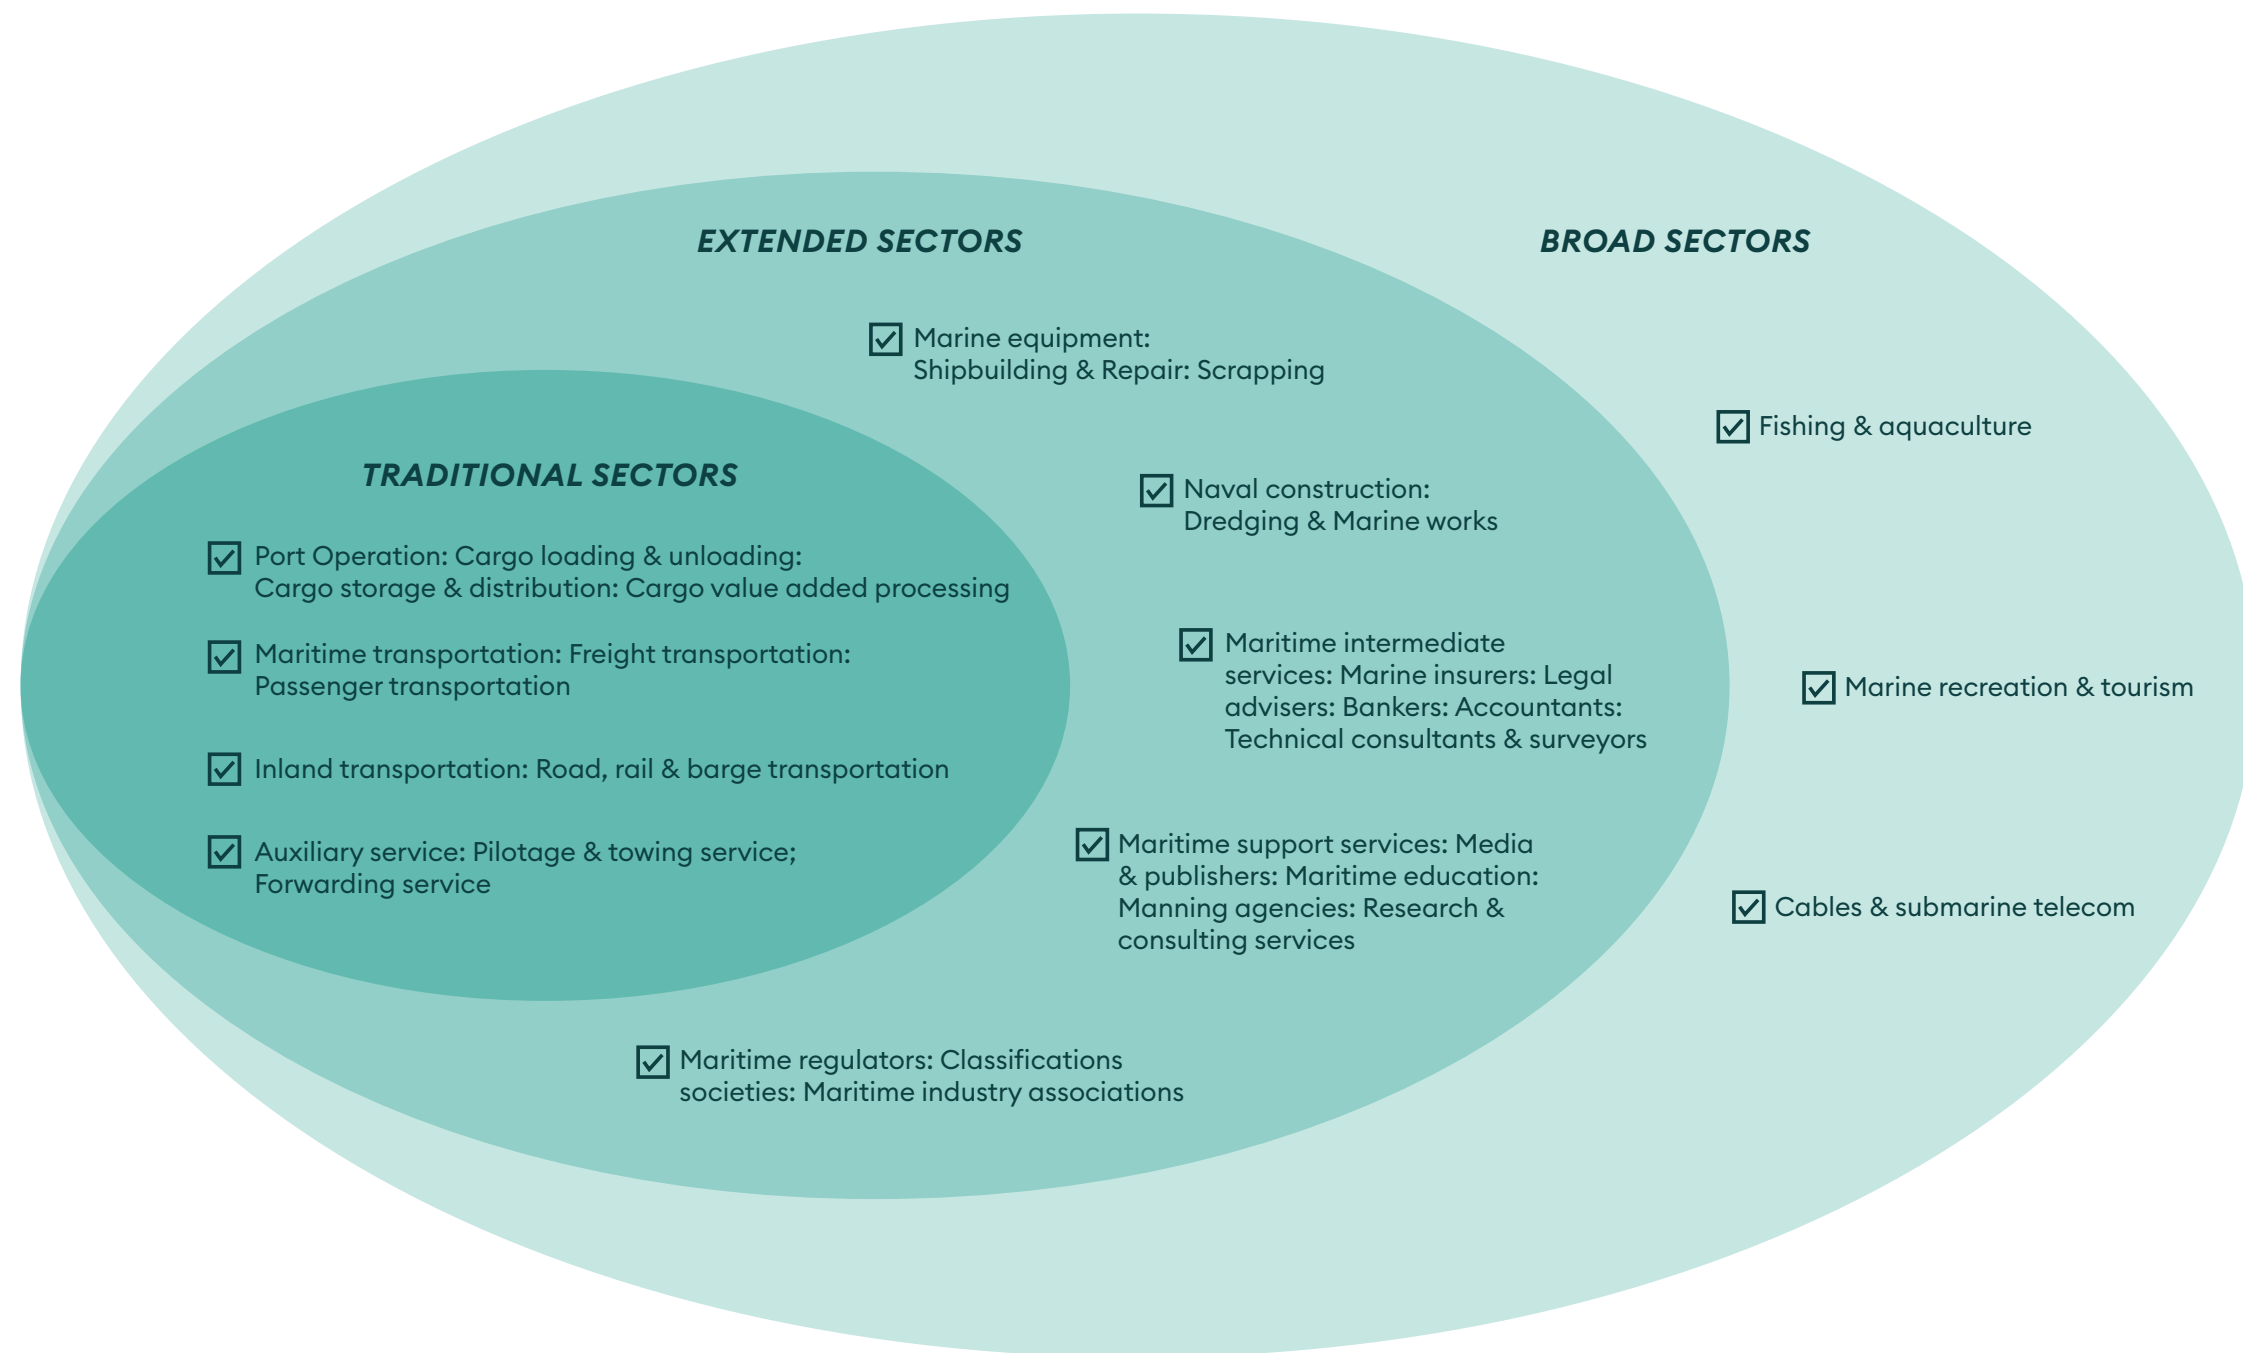 EXTENDED SECTORS
BROAD SECTORS
Marine equipment:
Shipbuilding & Repair: Scrapping
Fishing & aquaculture
TRADITIONAL SECTORS
Naval construction:
Dredging & Marine works
Port Operation: Cargo loading & unloading:
Cargo storage & distribution: Cargo value added processing
Maritime transportation: Freight transportation:
Passenger transportation
Inland transportation: Road, rail & barge transportation
Auxiliary service: Pilotage & towing service;
Forwarding service
Maritime intermediate
services: Marine insurers: Legal
advisers: Bankers: Accountants:
Technical consultants & surveyors
Marine recreation & tourism
Maritime support services: Media
& publishers: Maritime education:
Manning agencies: Research &
consulting services
Cables & submarine telecom
Maritime regulators: Classifications
societies: Maritime industry associations